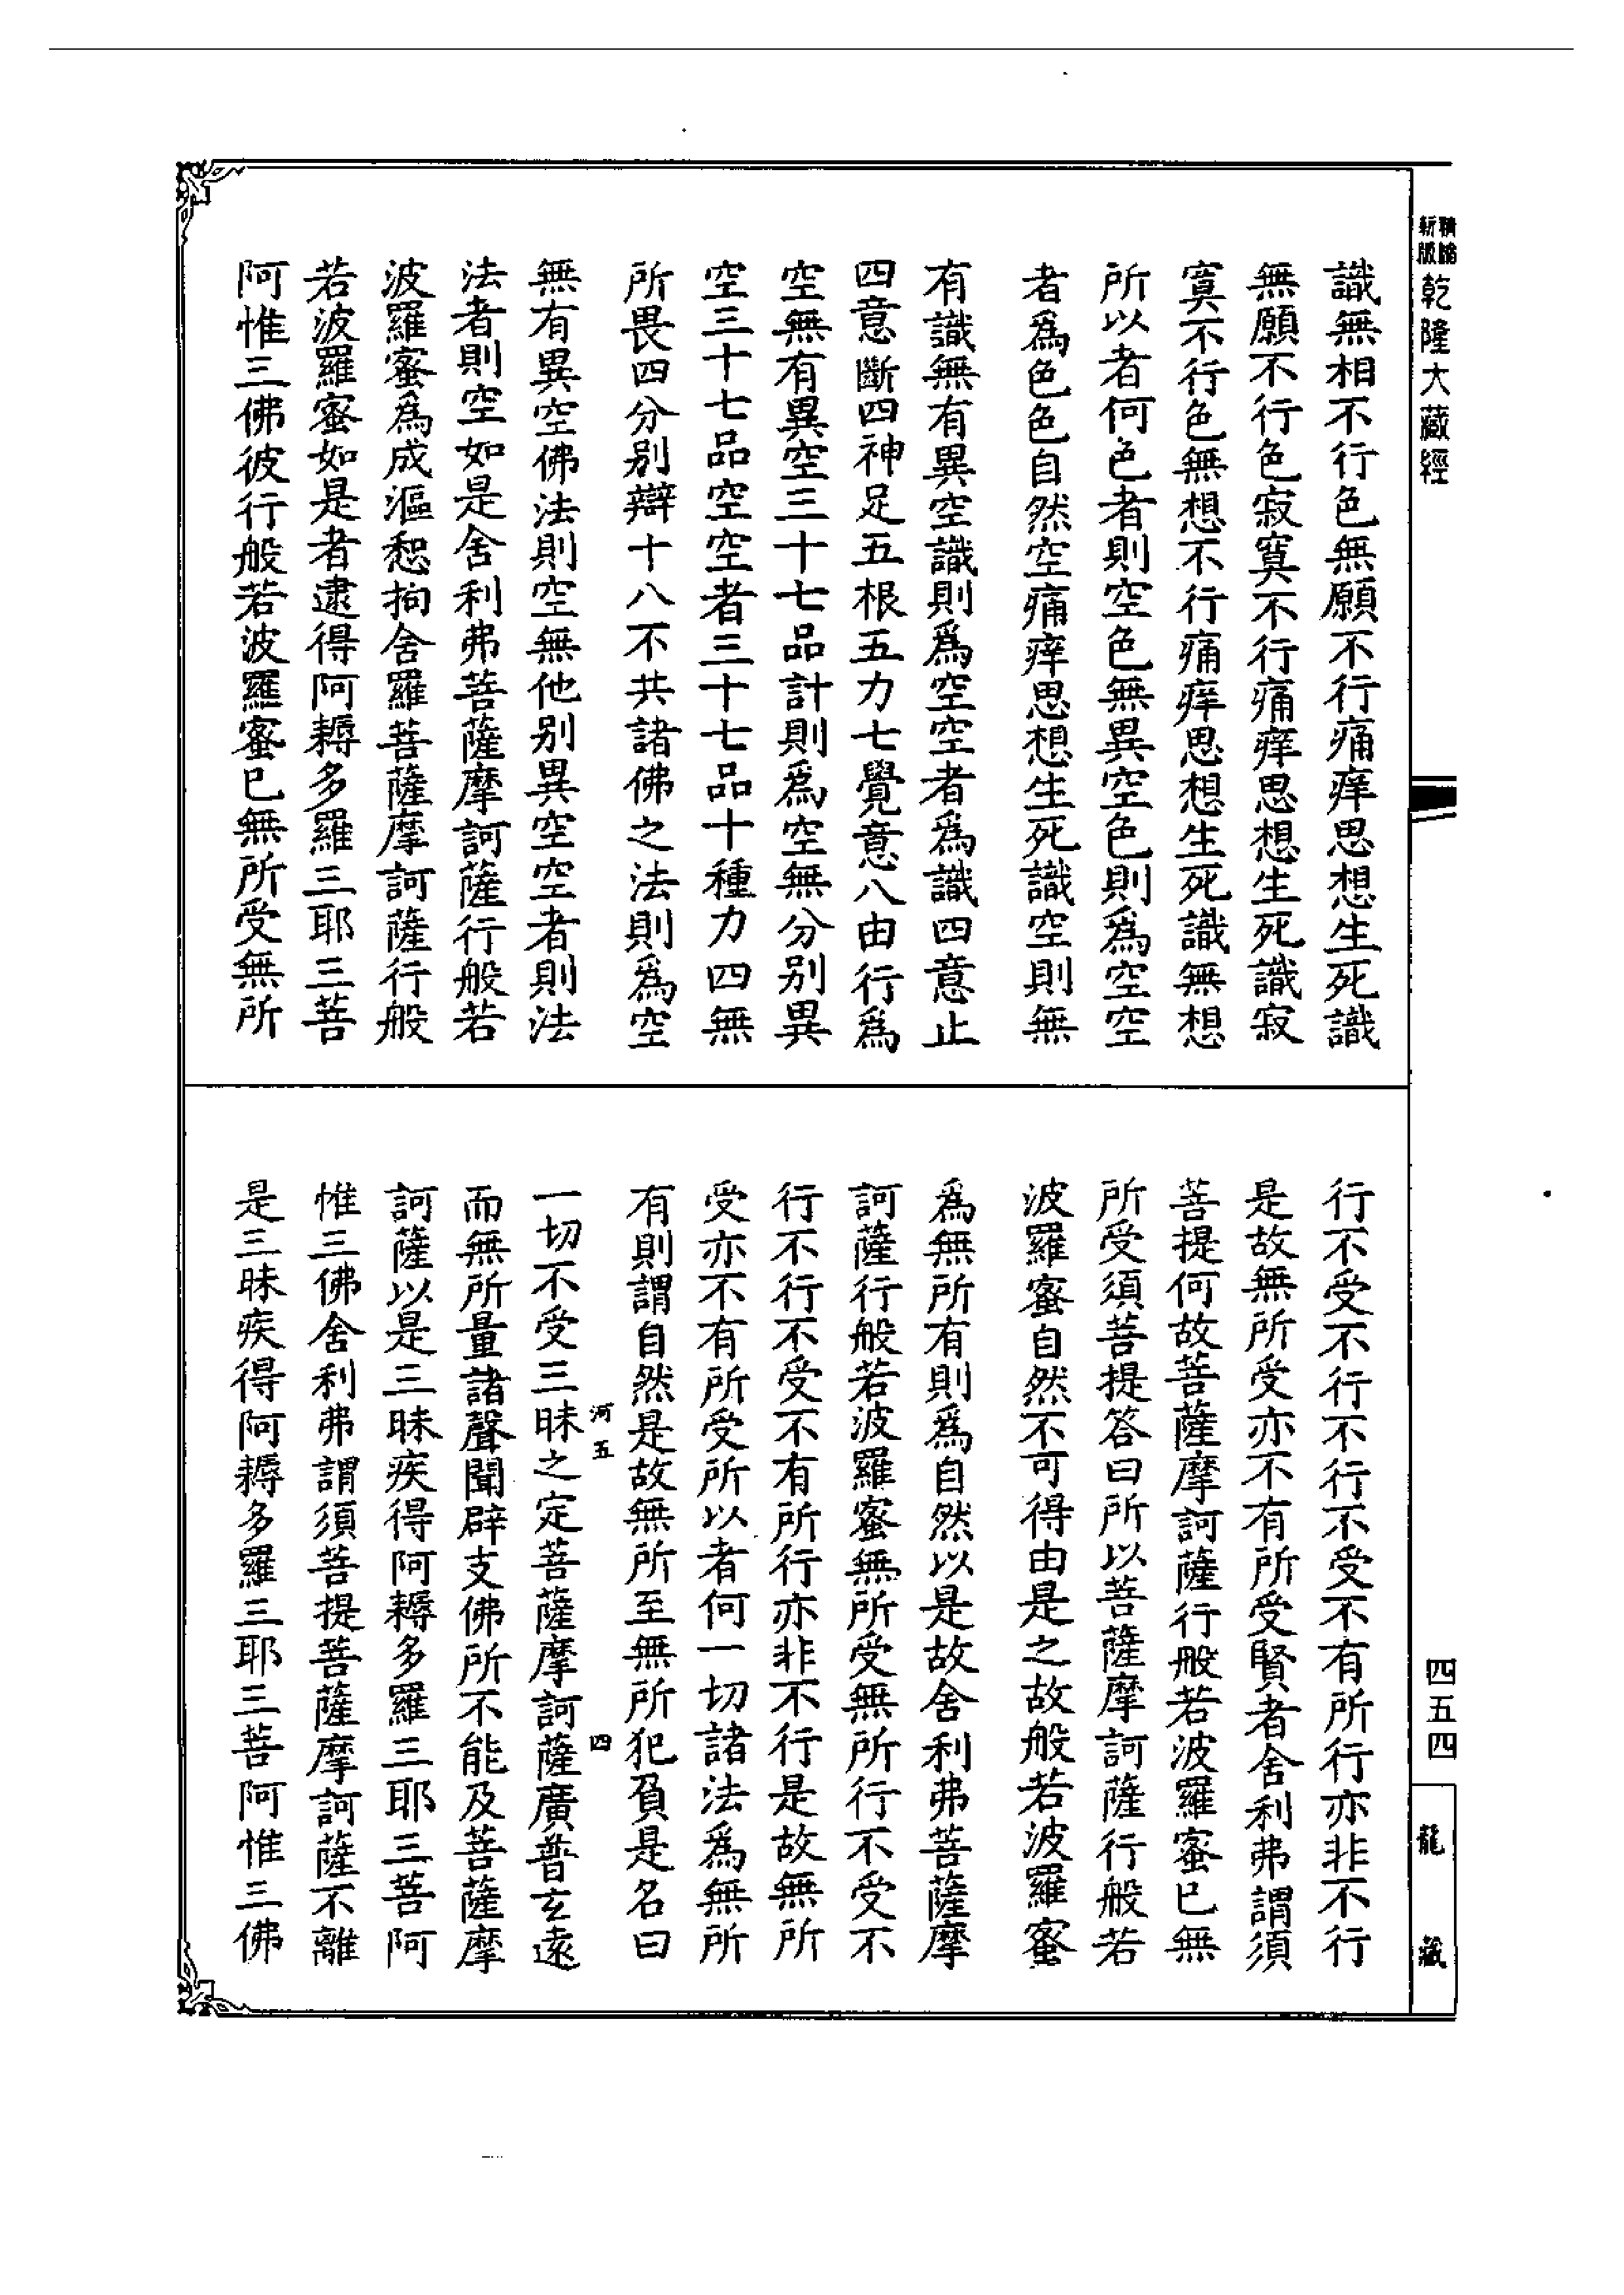 乾隆大藏經
識無相不行色無願不行痛痒思想生死識
無願不行色寂寞不行痛痒思想生死識寂
寞不行色無想不行痛痒思想生死識無想
所以者何色者則空色無異空色則爲空空
者爲色色自然空痛痒思想生死識空則無
有識無有異空識則爲空空者爲識四意止
四意斷四神足五根五力七覺意八由行爲
空無有異空三十七品計則爲空無分別異
空三十七品空空者三十七品十種力四無
所畏四分別辯十八不共諸佛之法則爲空
無有異空佛法則空無他別異空空者則法
法者則空如是舍利弗菩薩摩訶薩行般若
波羅蜜爲成漚惒拘舍羅菩薩摩訶薩行般
若波羅蜜如是者逮得阿耨多羅三耶三菩
阿惟三佛彼行般若波羅蜜已無所受無所
行不受不行不行不受不有所行亦非不行
是故無所受亦不有所受賢者舍利弗謂須
菩提何故菩薩摩訶薩行般若波羅蜜已無
所受須菩提答曰所以菩薩摩訶薩行般若
波羅蜜自然不可得由是之故般若波羅蜜
爲無所有則爲自然以是故舍利弗菩薩摩
訶薩行般若波羅蜜無所受無所行不受不
行不行不受不有所行亦非不行是故無所
受亦不有所受所以者何一切諸法爲無所
有則謂自然是故無所至無所犯負是名曰
河五 四
一切不受三昧之定菩薩摩訶薩廣普玄遠
而無所量諸聲聞辟支佛所不能及菩薩摩
訶薩以是三昧疾得阿耨多羅三耶三菩阿
惟三佛舍利弗謂須菩提菩薩摩訶薩不離
是三昧疾得阿耨多羅三耶三菩阿惟三佛
四五四
龍藏